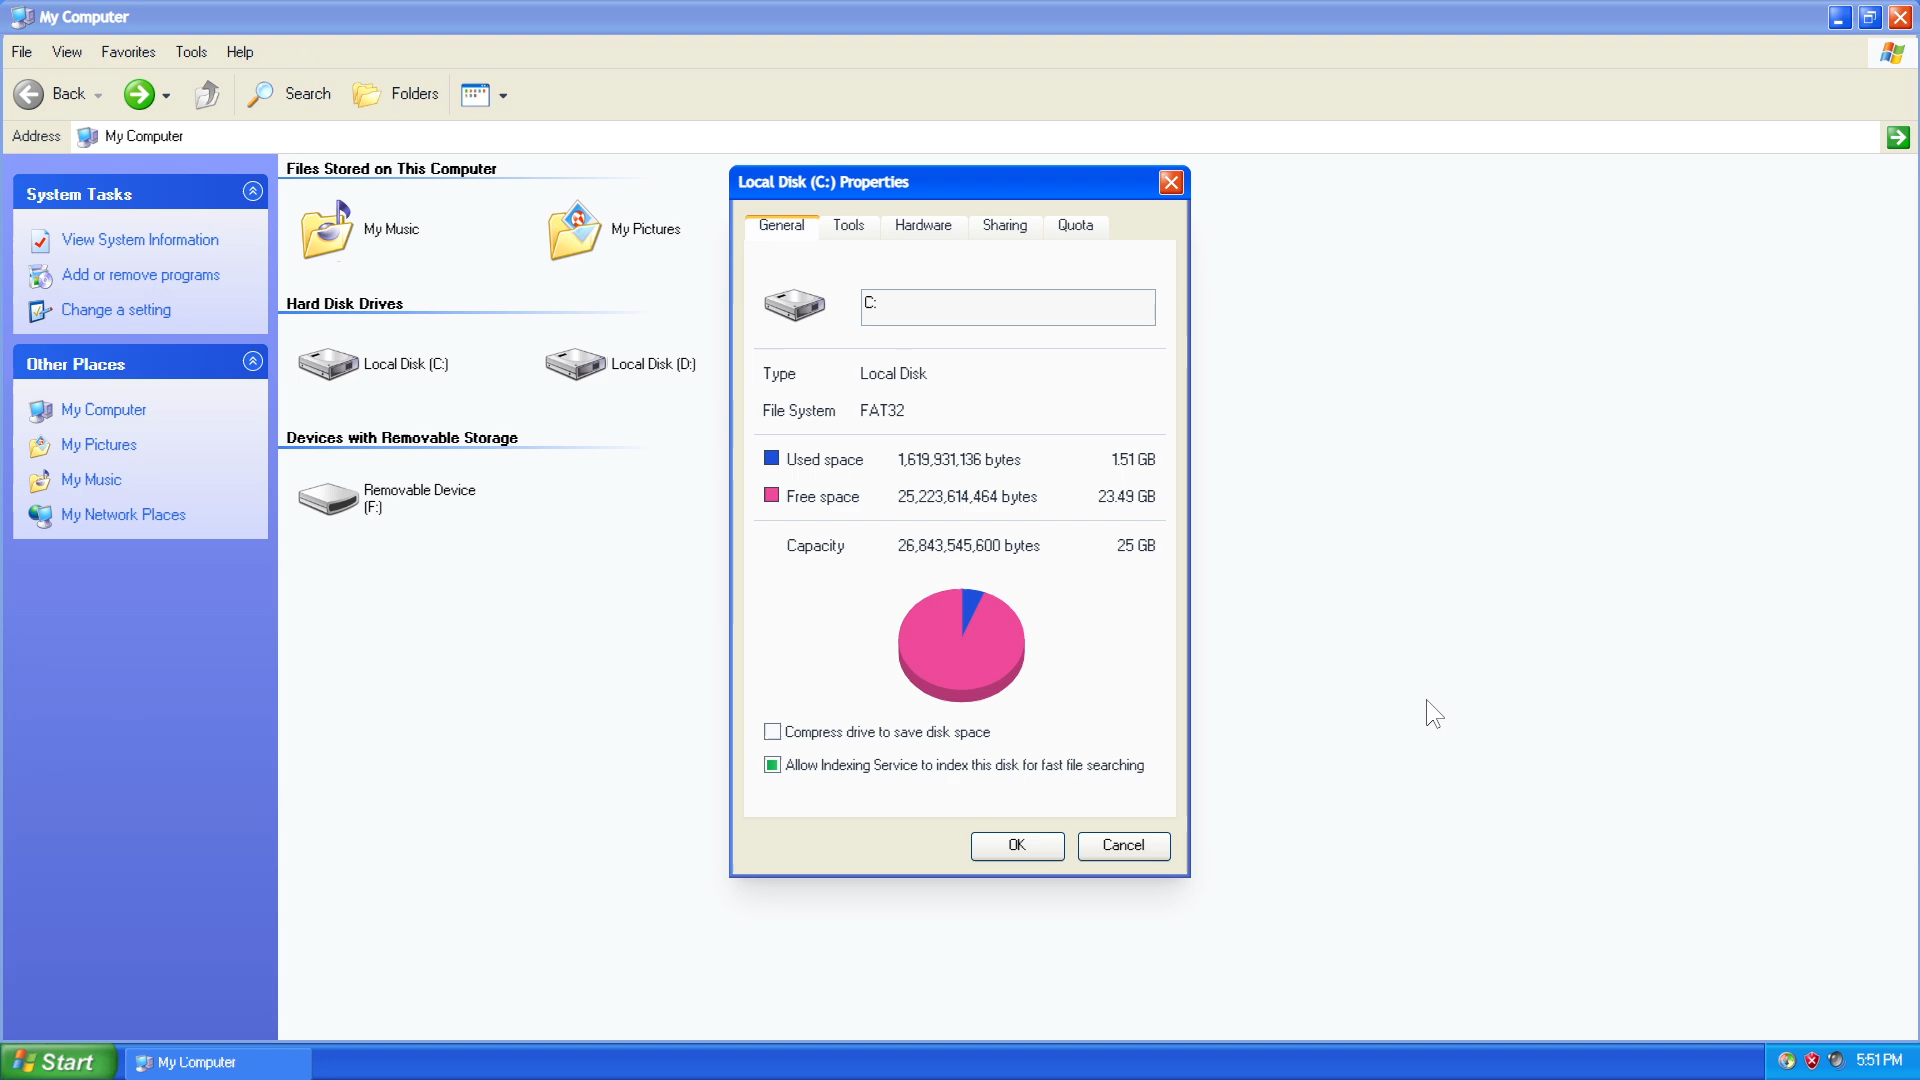 My Computer
File View Favorites Tools Help
Back Search Folders
Address My Computer
System Tasks
View System Information
Add or remove programs
Change a setting
Other Places
My Computer
My Pictures
My Music
My Network Places
Files Stored on This Computer
My Music My Pictures
Hard Disk Drives
Local Disk (C:) Local Disk (D:)
Devices with Removable Storage
Removable Device
(F:)
Local Disk (C:) Properties
General Tools Hardware Sharing Quota
C:
Type Local Disk
File System FAT32
Used space 1,619,931,136 bytes 1.51 GB
Free space 25,223,614,464 bytes 23.49 GB
Capacity 26,843,545,600 bytes 25 GB
Compress drive to save disk space
Allow Indexing Service to index this disk for fast file searching
OK Cancel
Start My Computer 5:51 PM